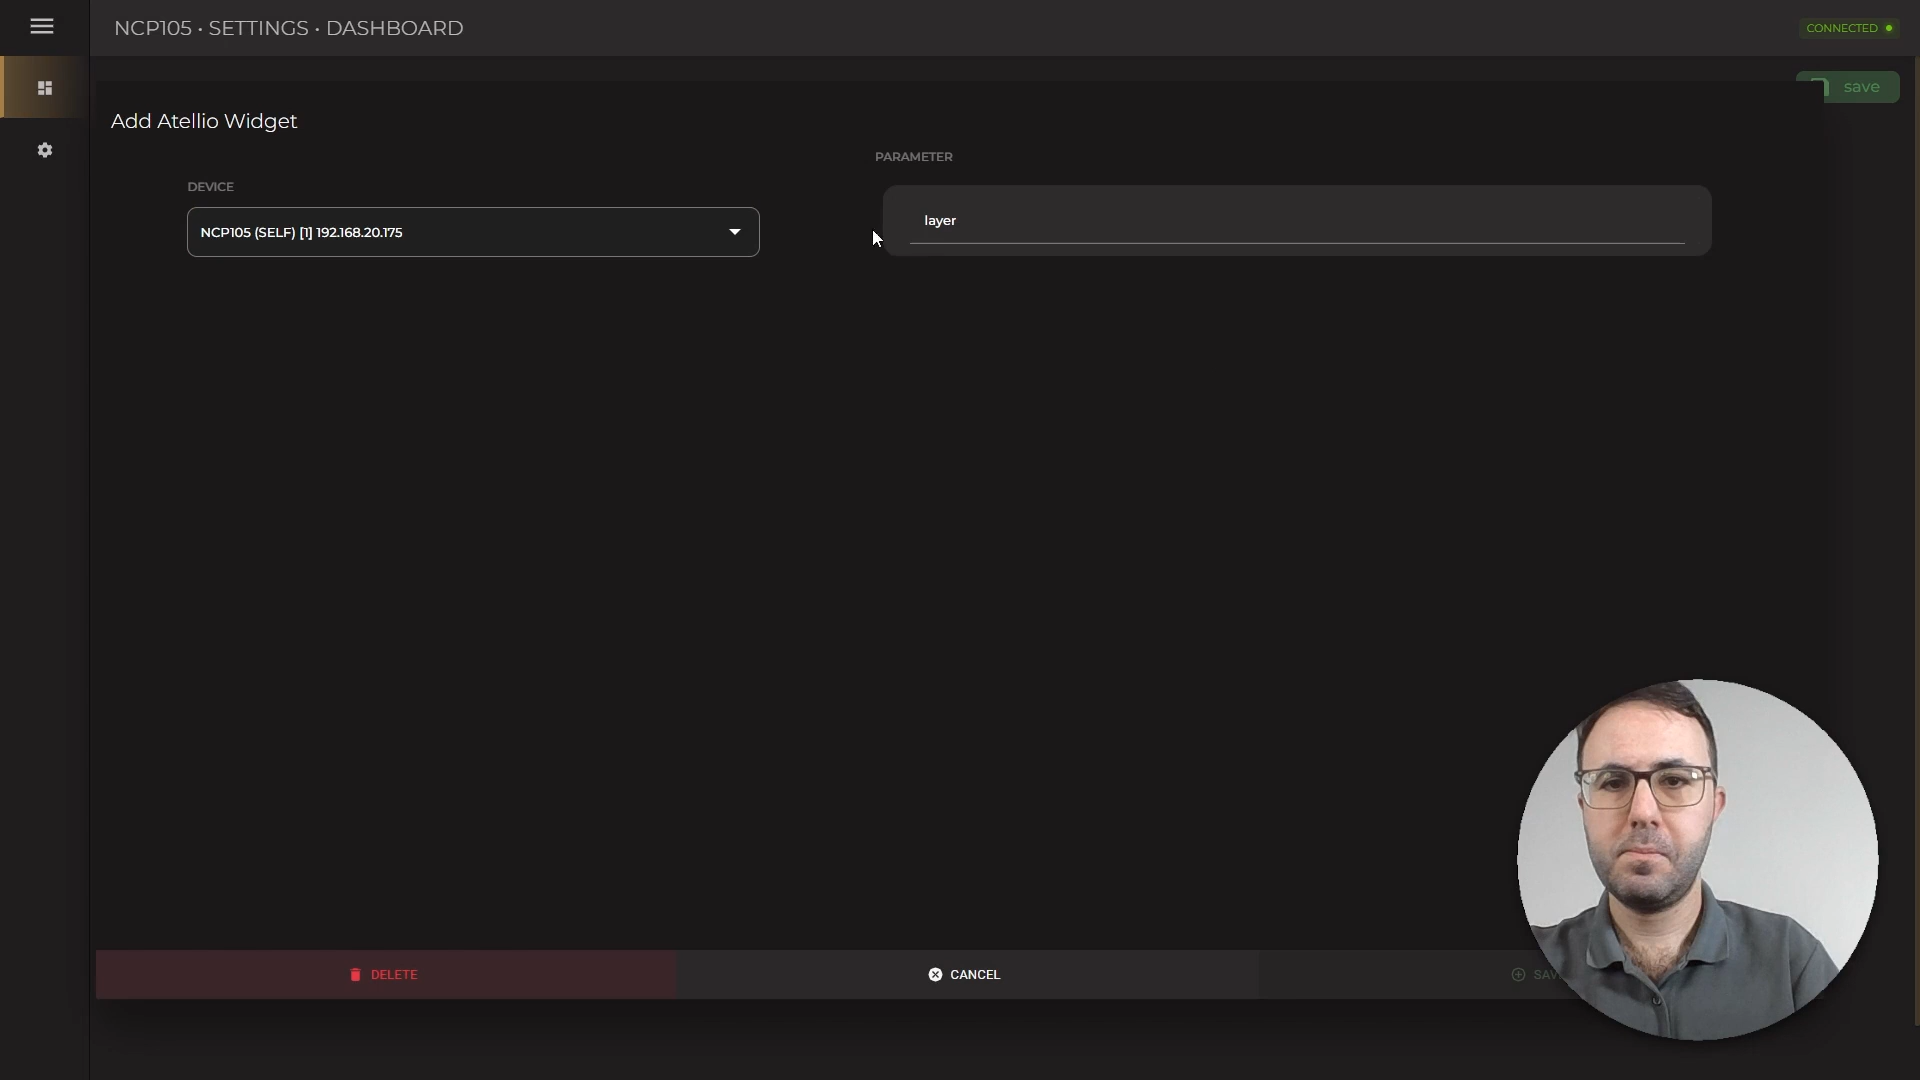 NCP105 • SETTINGS • DASHBOARD
CONNECTED
save
Add Atellio Widget
PARAMETER
DEVICE
layer
NCP105 (SELF) [1] 192.168.20.175
DELETE
CANCEL